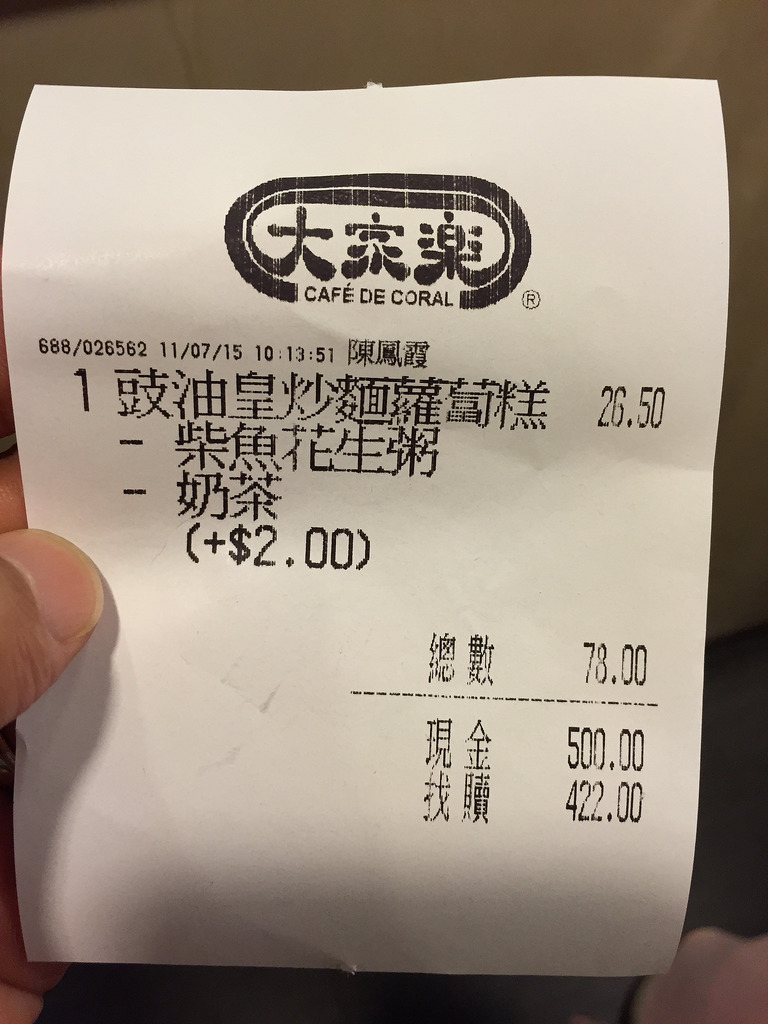 大家樂
CAFÉ DE CORAL ®
688/026562 11/07/15 10:13:51 陳鳳霞
1 豉油皇炒麵蘿蔔糕 26.50
- 柴魚花生粥
- 奶茶
(+$2.00)
總數 78.00
現金 500.00
找贖 422.00